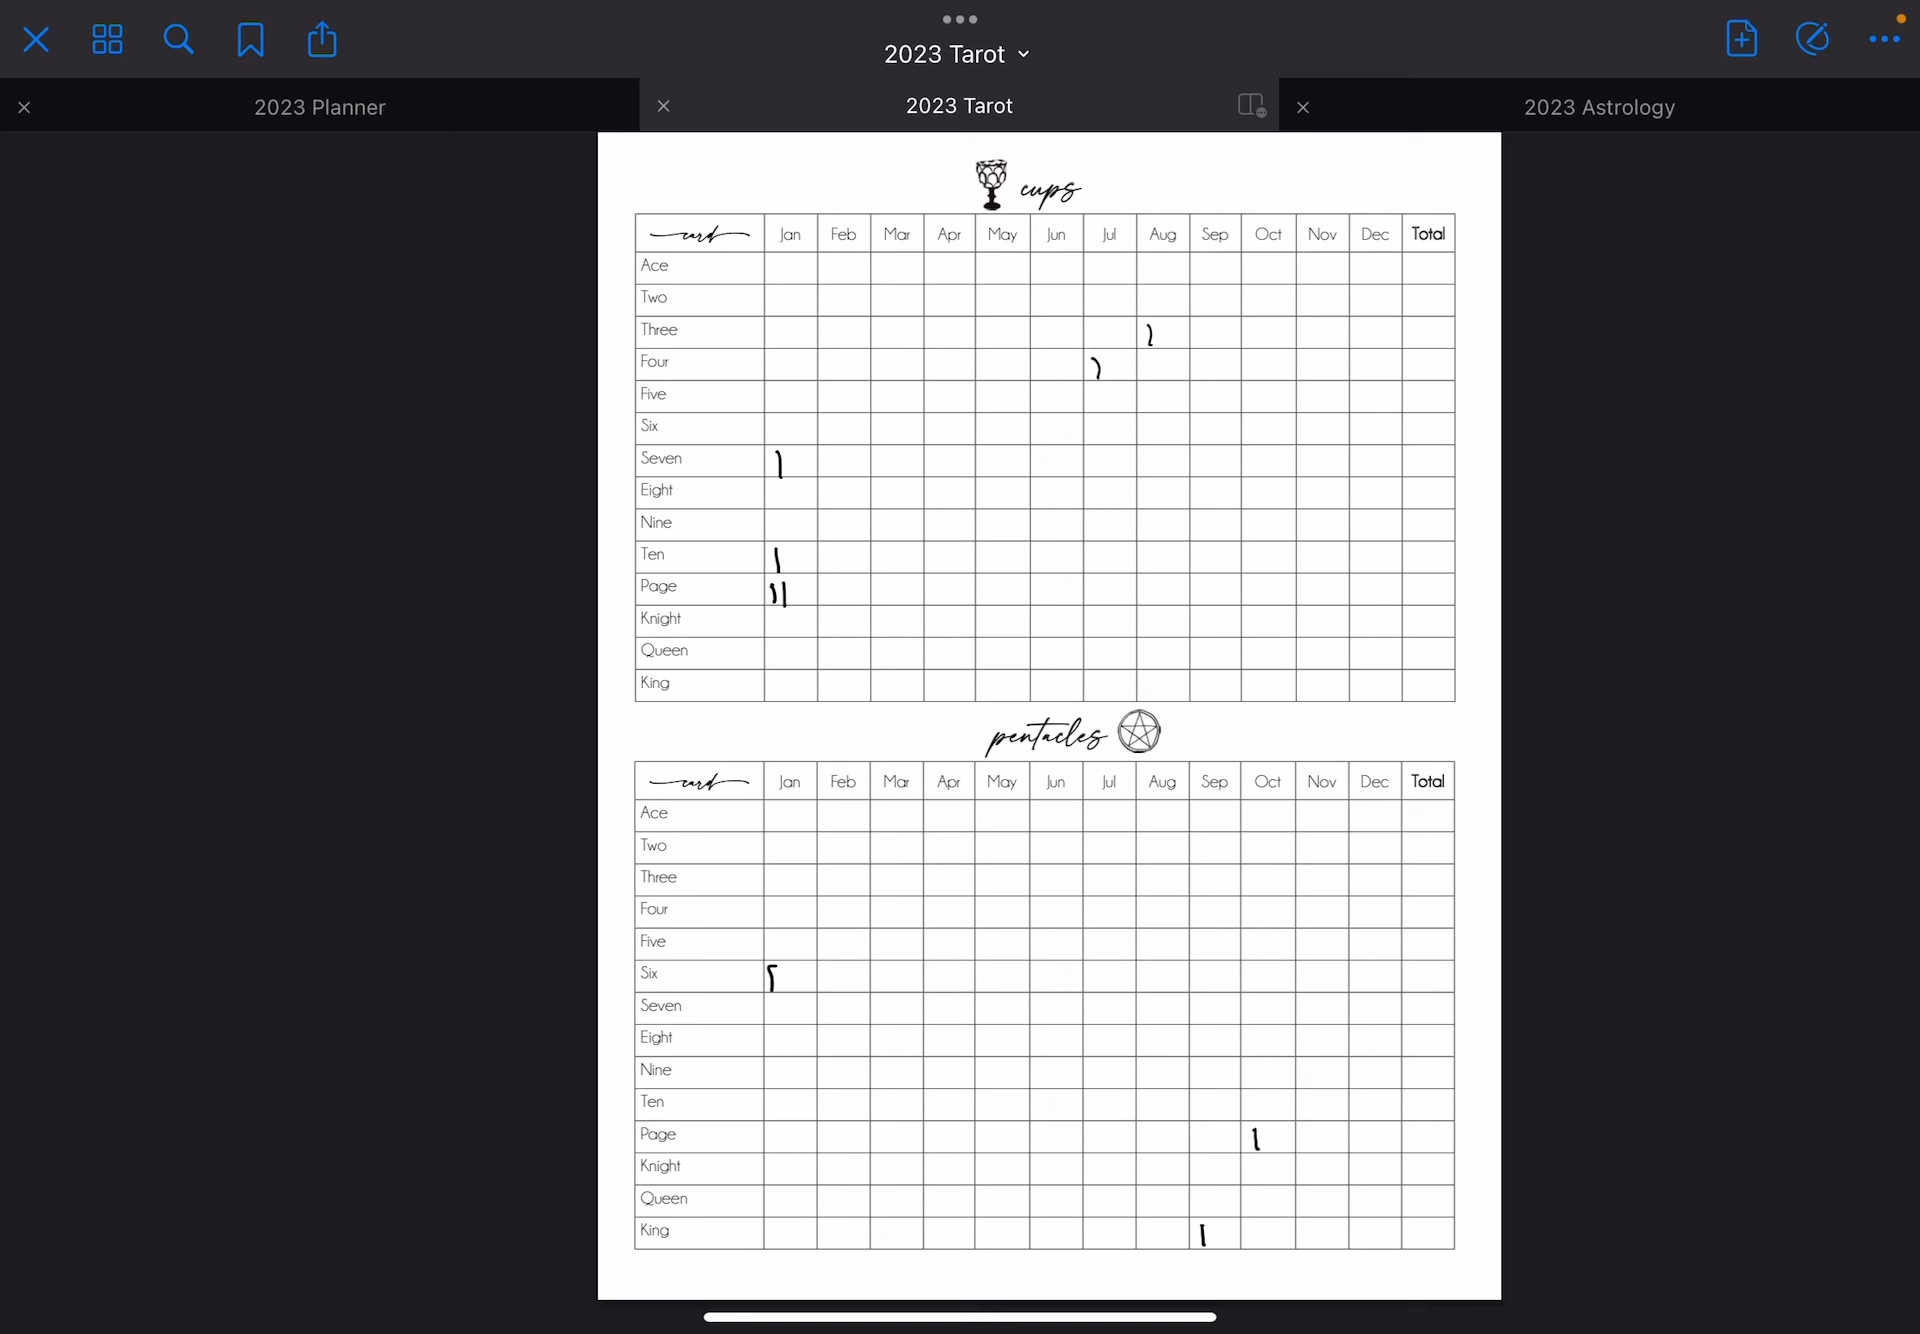 2023 Tarot
2023 Planner
2023 Tarot
2023 Astrology
cups
card Jan Feb Mar Apr May Jun Jul Aug Sep Oct Nov Dec Total
Ace
Two
Three
Four
Five
Six
Seven
Eight
Nine
Ten
Page
Knight
Queen
King
pentacles
card Jan Feb Mar Apr May Jun Jul Aug Sep Oct Nov Dec Total
Ace
Two
Three
Four
Five
Six
Seven
Eight
Nine
Ten
Page
Knight
Queen
King